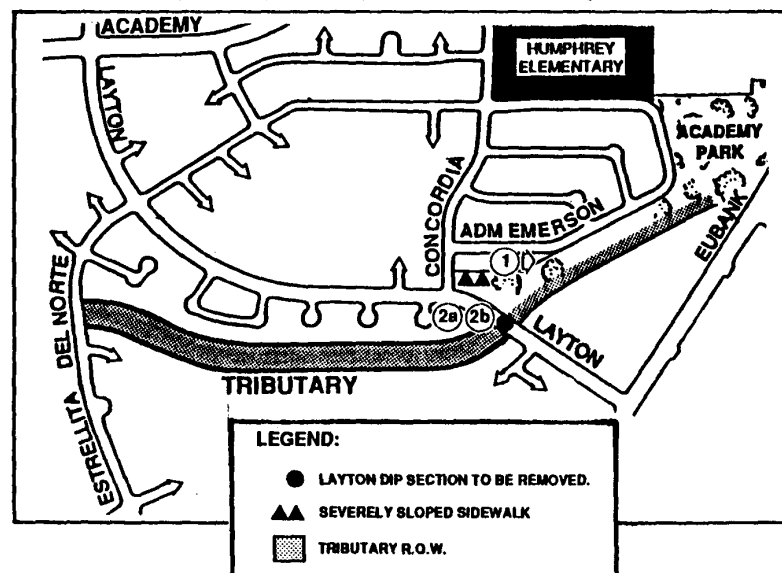 ACADEMY
HUMPHREY
ELEMENTARY
LAYTON
ACADEMY
PARK
CONCORDIA
ADM EMERSON
EUBANK
1
2a
2b
LAYTON
ESTRELLITA DEL NORTE
TRIBUTARY
LEGEND:
LAYTON DIP SECTION TO BE REMOVED.
SEVERELY SLOPED SIDEWALK
TRIBUTARY R.O.W.